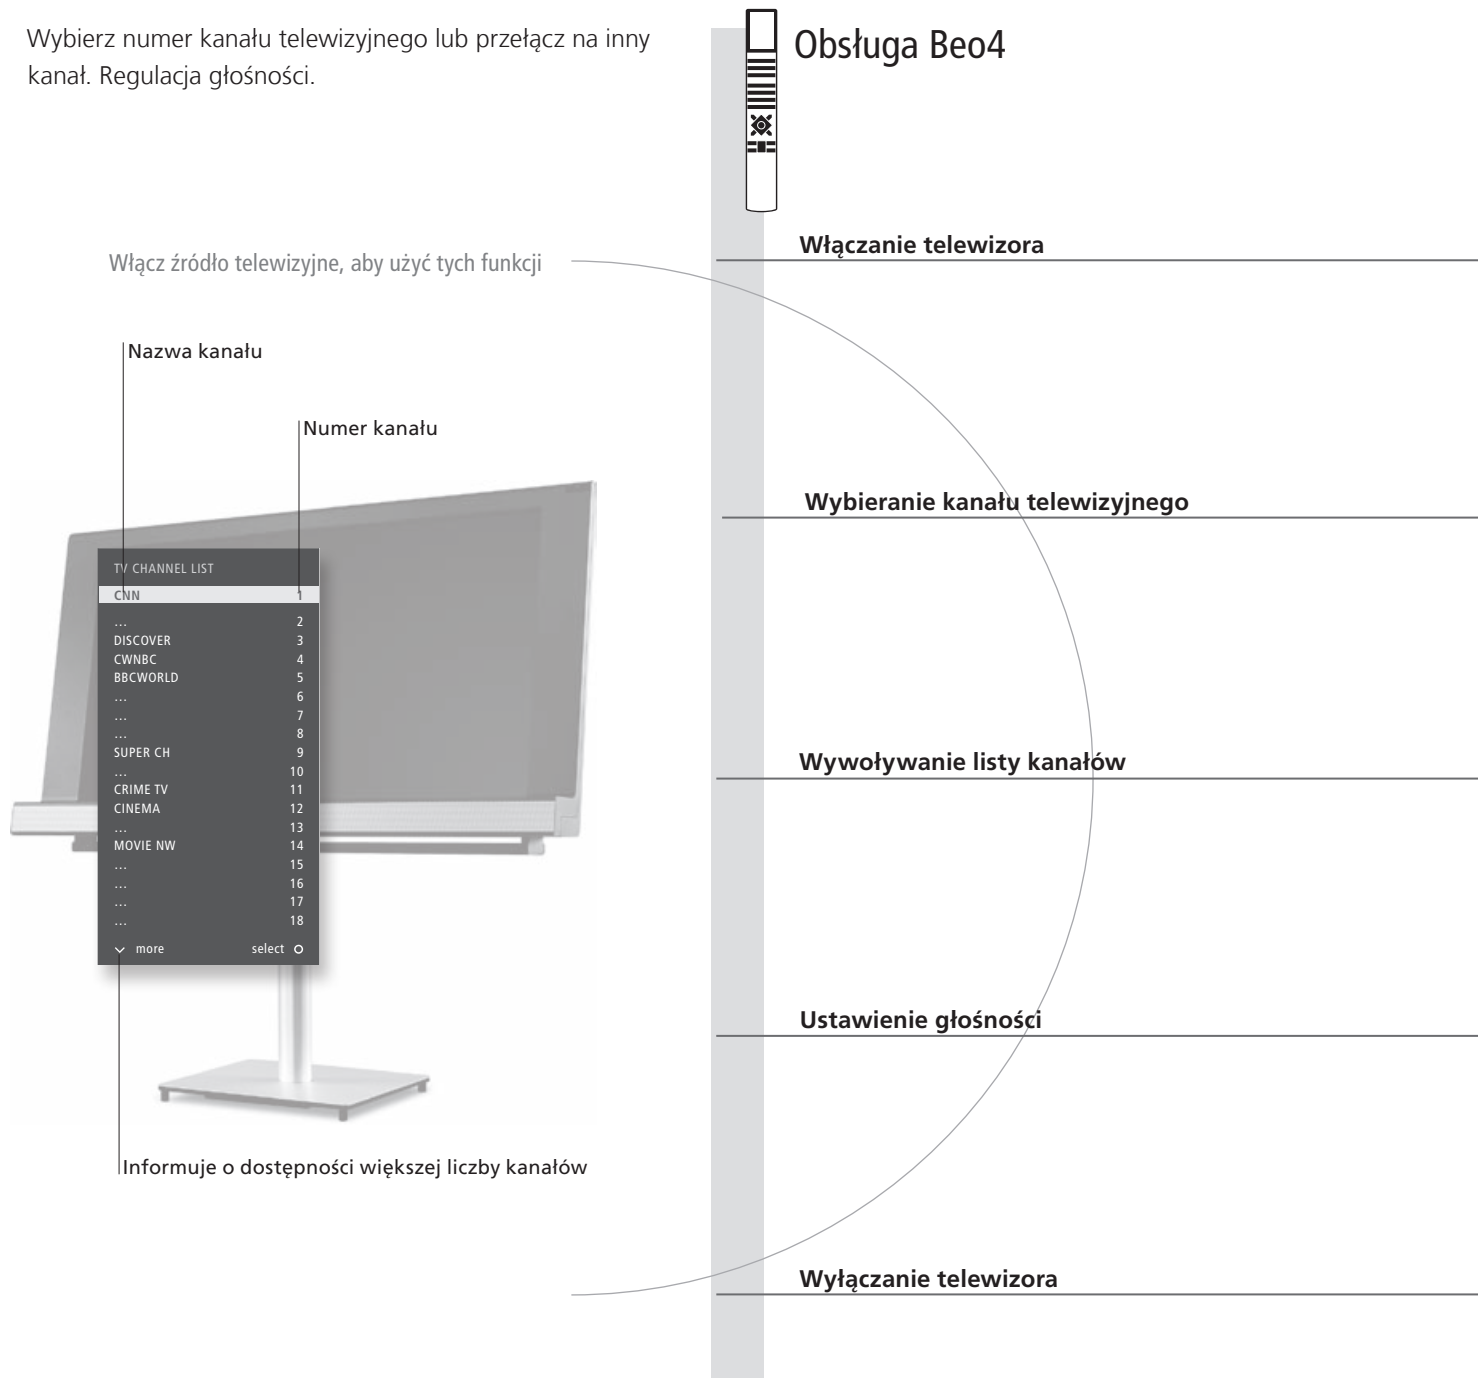 Wybierz numer kanału telewizyjnego lub przełącz na inny
kanał. Regulacja głośności.
Obsługa Beo4
Włącz źródło telewizyjne, aby użyć tych funkcji
Nazwa kanału
Numer kanału
TV CHANNEL LIST
CNN 1
... 2
DISCOVER 3
CWNBC 4
BBCWORLD 5
... 6
... 7
... 8
SUPER CH 9
... 10
CRIME TV 11
CINEMA 12
... 13
MOVIE NW 14
... 15
... 16
... 17
... 18
more select
Informuje o dostępności większej liczby kanałów
Włączanie telewizora
Wybieranie kanału telewizyjnego
Wywoływanie listy kanałów
Ustawienie głośności
Wyłączanie telewizora